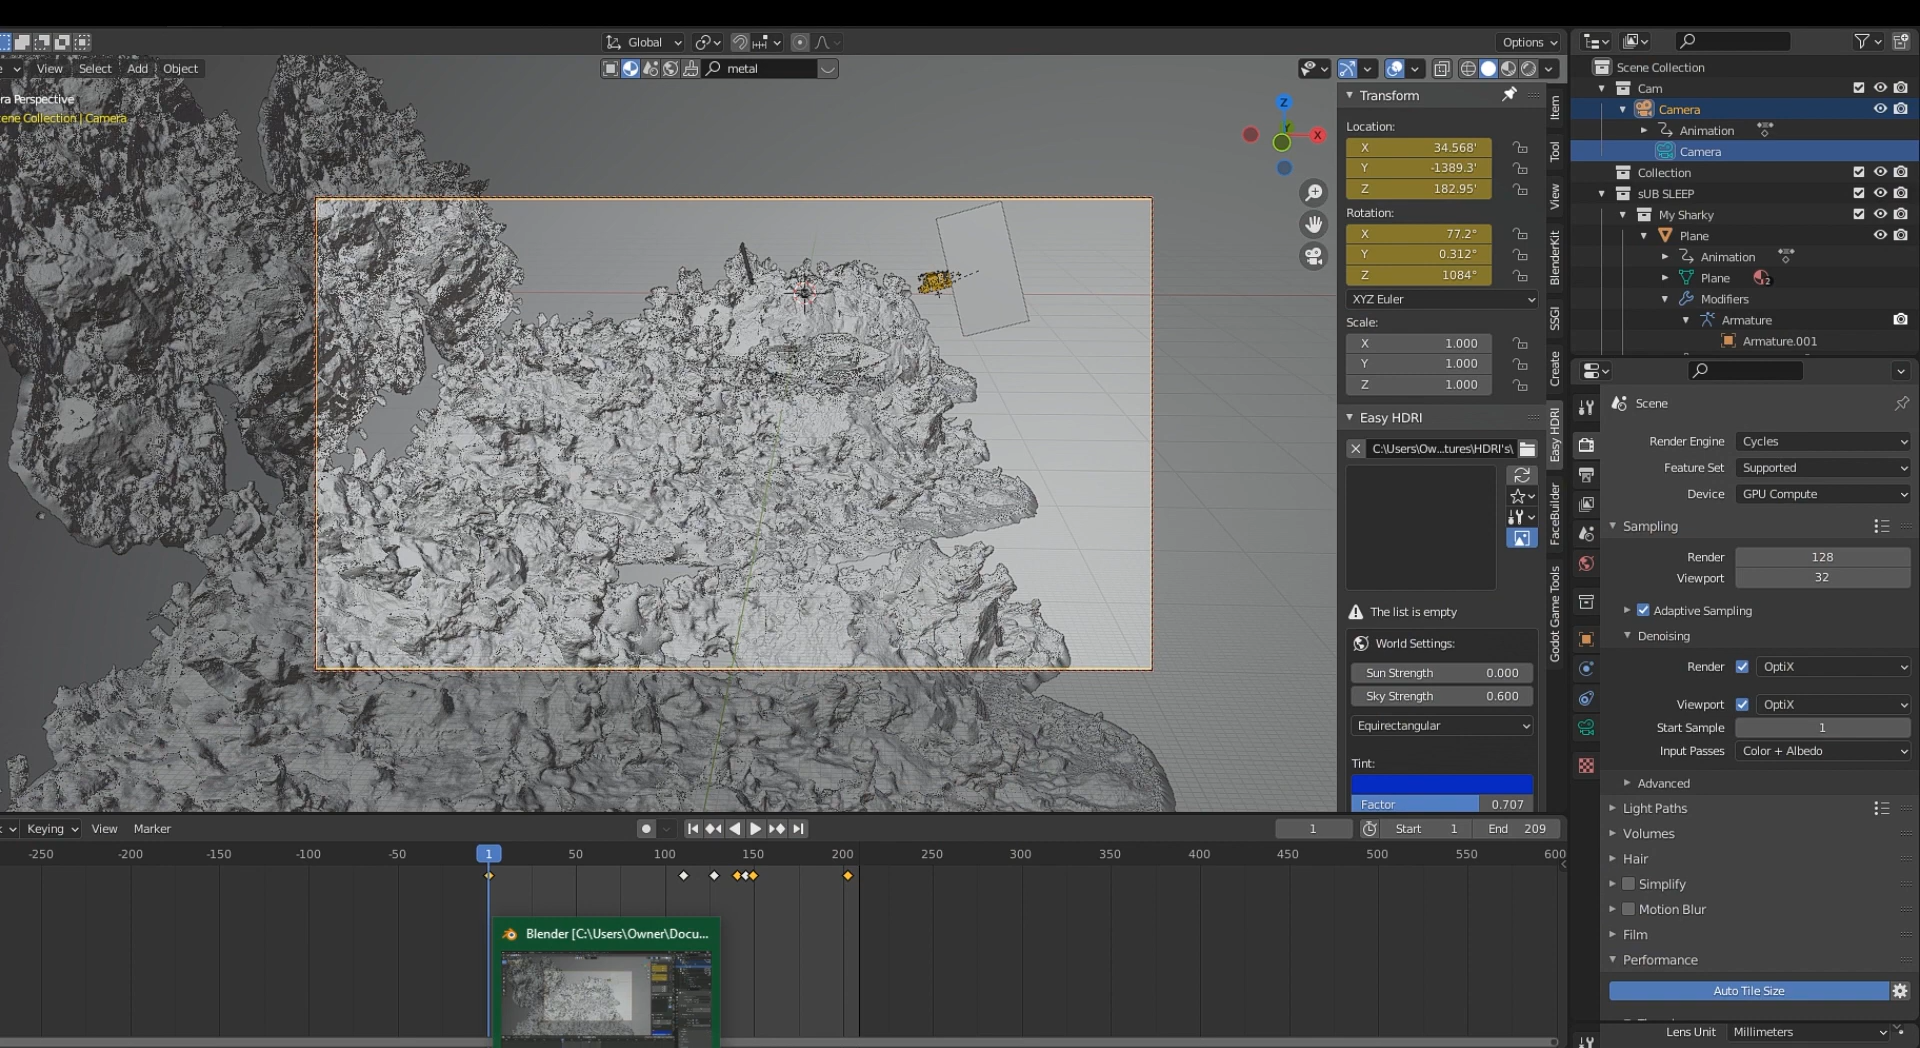 Global
Options
View Select Add Object
metal
ra Perspective
ene Collection | Camera
Z
X
Transform
Location:
X 34.568'
Y -1389.3'
Z 182.95'
Rotation:
X 77.2°
Y 0.312°
Z 1084°
XYZ Euler
Scale:
X 1.000
Y 1.000
Z 1.000
Easy HDRI
C:\Users\Ow...tures\HDRI's\
The list is empty
World Settings:
Sun Strength 0.000
Sky Strength 0.600
Equirectangular
Tint:
Factor 0.707
Item
Tool
View
BlenderKit
SSGI
Create
Easy HDRI
FaceBuilder
Godot Game Tools
Scene Collection
Cam
Camera
Animation
Camera
Collection
sUB SLEEP
My Sharky
Plane
Animation
Plane 2
Modifiers
Armature
Armature.001
Scene
Render Engine Cycles
Feature Set Supported
Device GPU Compute
Sampling
Render 128
Viewport 32
Adaptive Sampling
Denoising
Render OptiX
Viewport OptiX
Start Sample 1
Input Passes Color + Albedo
Advanced
Light Paths
Volumes
Hair
Simplify
Motion Blur
Film
Performance
Auto Tile Size
Lens Unit Millimeters
Keying View Marker
1 Start 1 End 209
-250 -200 -150 -100 -50 1 50 100 150 200 250 300 350 400 450 500 550 600
Blender [C:\Users\Owner\Docu...